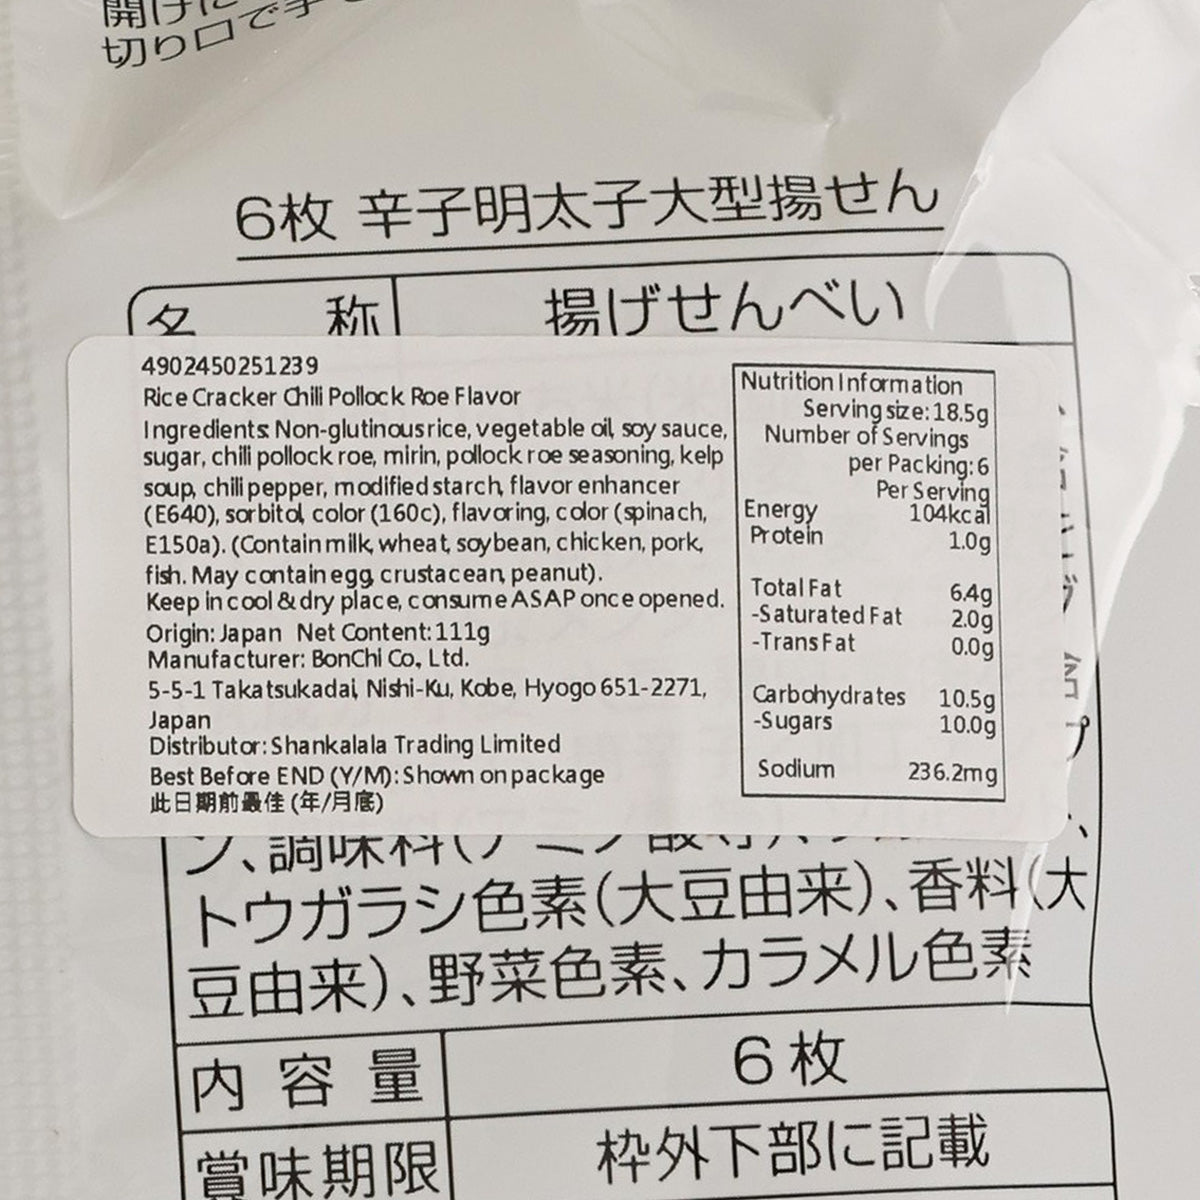 開けに
切り口で手で
6枚 辛子明太子大型揚せん
名 称 揚げせんべい
4902450251239
Rice Cracker Chili Pollock Roe Flavor
Ingredients: Non-glutinous rice, vegetable oil, soy sauce,
sugar, chili pollock roe, mirin, pollock roe seasoning, kelp
soup, chili pepper, modified starch, flavor enhancer
(E640), sorbitol, color (160c), flavoring, color (spinach,
E150a). (Contain milk, wheat, soybean, chicken, pork,
fish. May contain egg, crustacean, peanut).
Keep in cool & dry place, consume ASAP once opened.
Origin: Japan Net Content: 111g
Manufacturer: BonChi Co., Ltd.
5-5-1 Takatsukadai, Nishi-Ku, Kobe, Hyogo 651-2271,
Japan
Distributor: Shankalala Trading Limited
Best Before END (Y/M): Shown on package
此日期前最佳 (年/月底)
Nutrition Information
Serving size: 18.5g
Number of Servings
per Packing: 6
Per Serving
Energy 104kcal
Protein 1.0g
Total Fat 6.4g
-Saturated Fat 2.0g
-Trans Fat 0.0g
Carbohydrates 10.5g
-Sugars 10.0g
Sodium 236.2mg
ン、調味料(アミノ酸等)、
トウガラシ色素(大豆由来)、香料(大
豆由来)、野菜色素、カラメル色素
内 容 量 6枚
賞味期限 枠外下部に記載